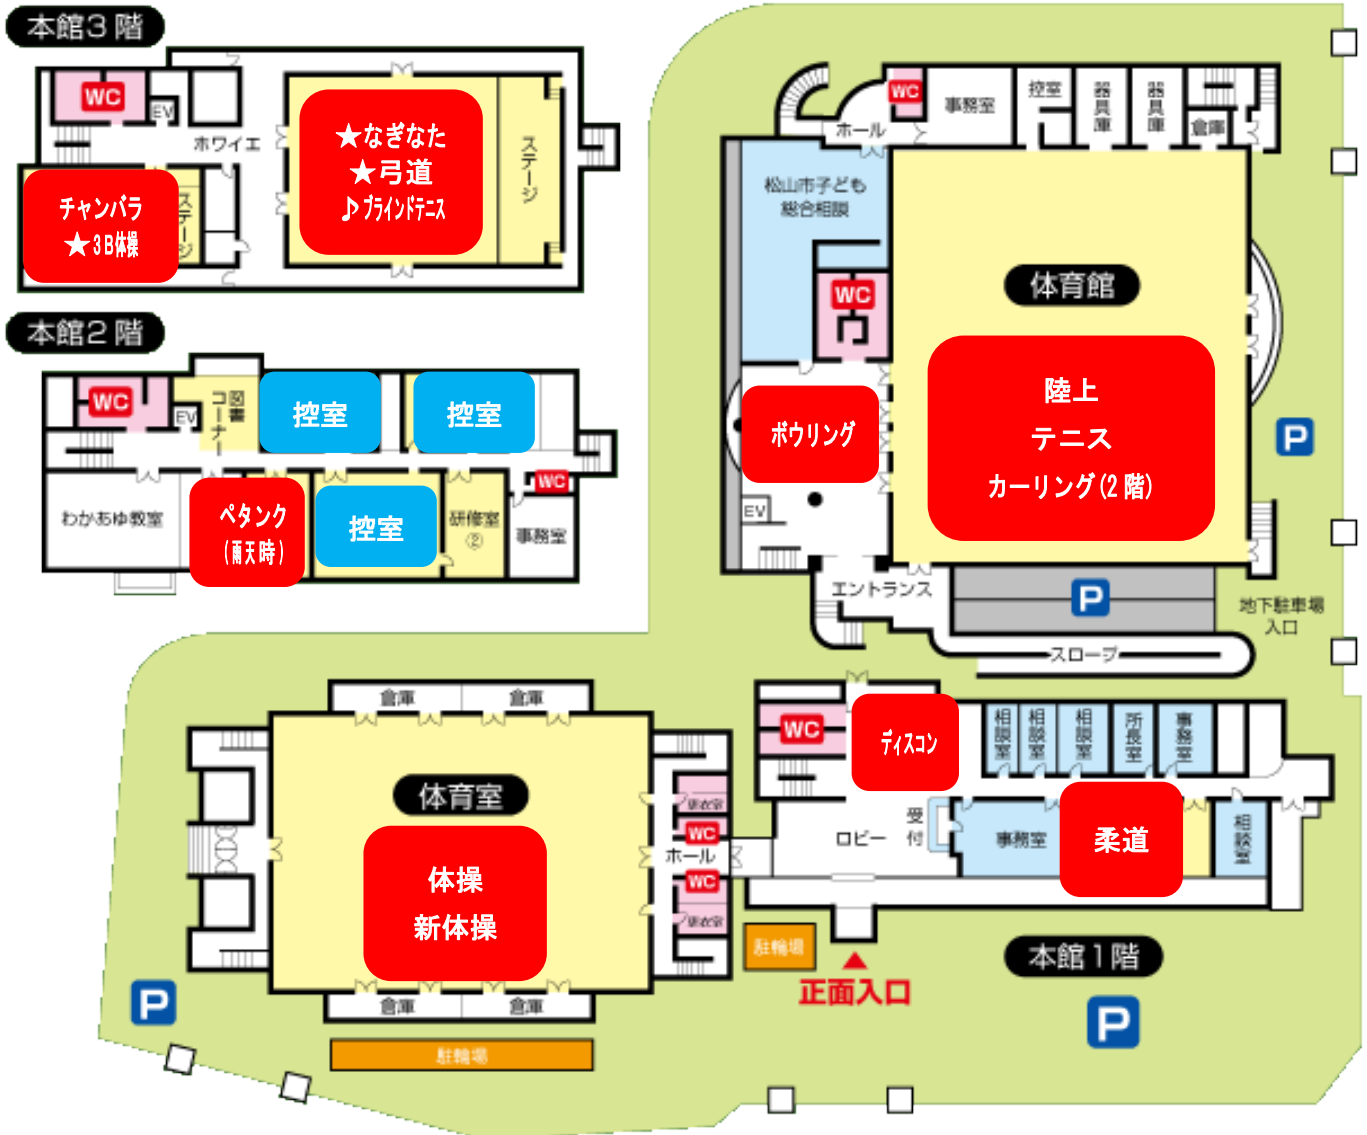 本館3階
WC
EV
ホワイエ
ステージ
チャンバラ
★3B体操
★なぎなた
★弓道
♪ブラインドテニス
ステージ
本館2階
WC
EV
図書
コーナー
控室
控室
WC
わかあゆ教室
ペタンク
(雨天時)
控室
研修室
②
事務室
WC
ホール
事務室
控室
器具庫
器具庫
倉庫
松山市子ども
総合相談
WC
体育館
陸上
テニス
カーリング(2階)
ボウリング
EV
P
エントランス
P
地下駐車場
入口
スロープ
倉庫
倉庫
体育室
体操
新体操
更衣室
WC
ホール
WC
更衣室
倉庫
倉庫
駐輪場
P
WC
ディスコン
相談室
相談室
相談室
所長室
事務室
ロビー
受付
事務室
柔道
相談室
駐輪場
正面入口
本館1階
P